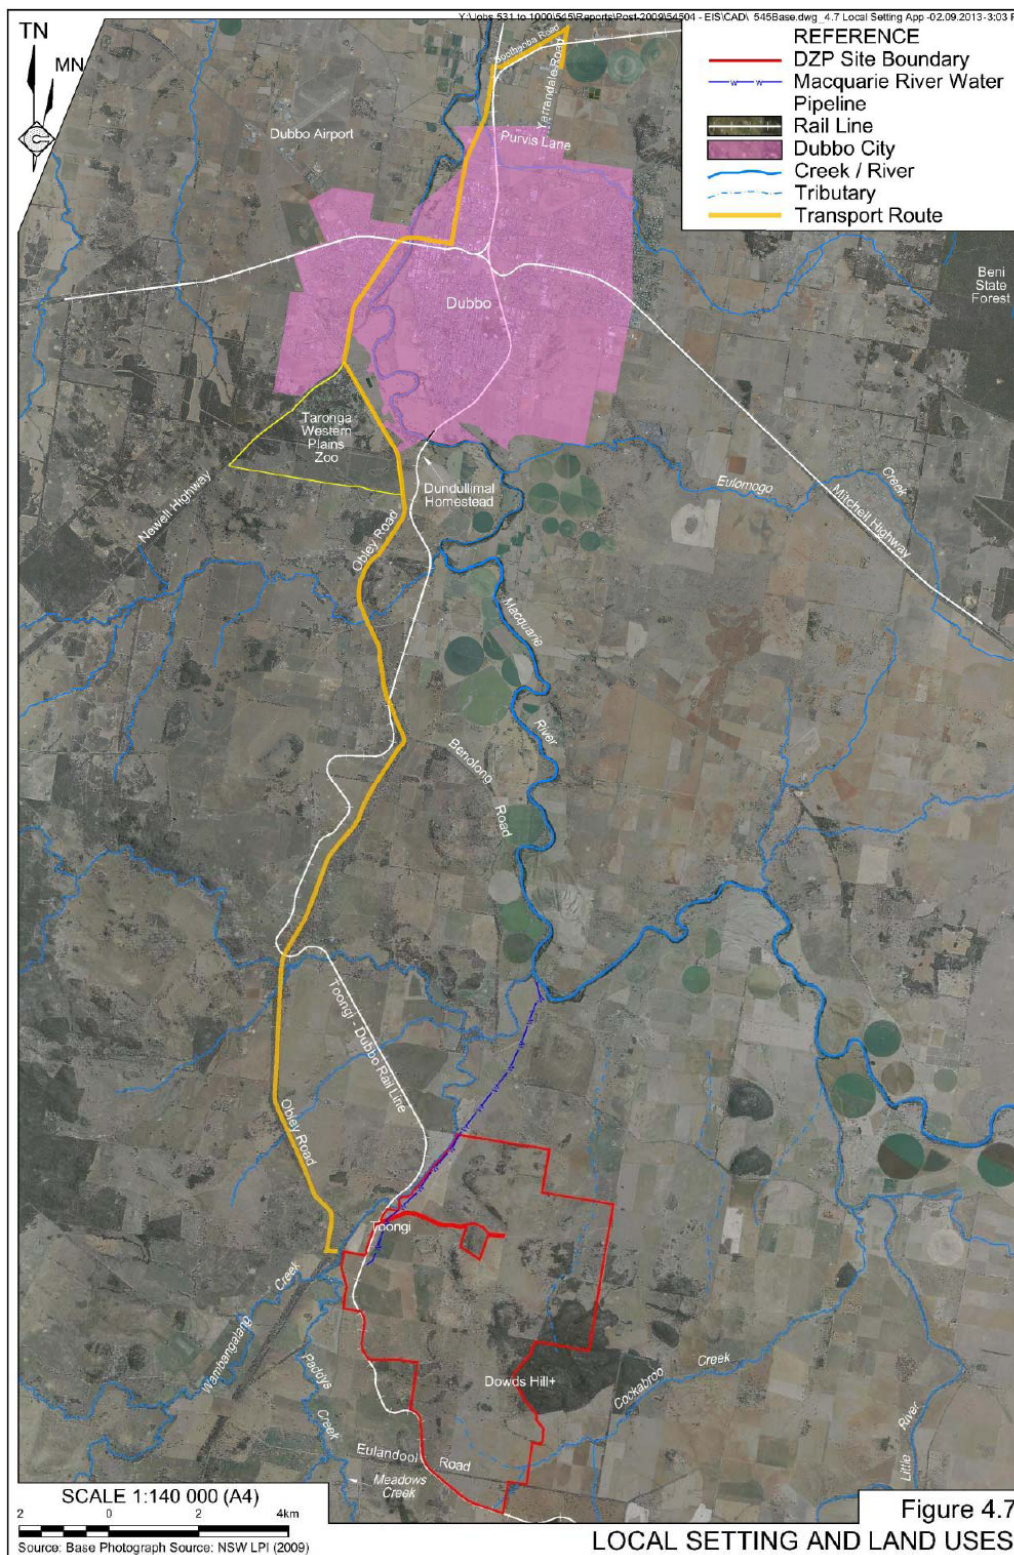 Y:\Jobs 531 to 1000\545\Reports\Post-2009\54504 - EIS\CAD\ 545Base.dwg_4.7 Local Setting App -02.09.2013-3:03 P
TN
MN
REFERENCE
DZP Site Boundary
Macquarie River Water
Pipeline
Rail Line
Dubbo City
Creek / River
Tributary
Transport Route
Boothenba Road
Yarrandale Road
Dubbo Airport
Purvis Lane
Beni
State
Forest
Dubbo
Taronga
Western
Plains
Zoo
Newell Highway
Dundullimal
Homestead
Obley Road
Eulomogo
Creek
Mitchell Highway
Macquarie
River
Benolong
Road
Toongi - Dubbo Rail Line
Obley Road
Toongi
Wambangalang
Creek
Paddys
Creek
Dowds Hill+
Cockabroo
Creek
Eulandool
Road
Meadows
Creek
Little
River
SCALE 1:140 000 (A4)
2 0 2 4km
Source: Base Photograph Source: NSW LPI (2009)
Figure 4.7
LOCAL SETTING AND LAND USES